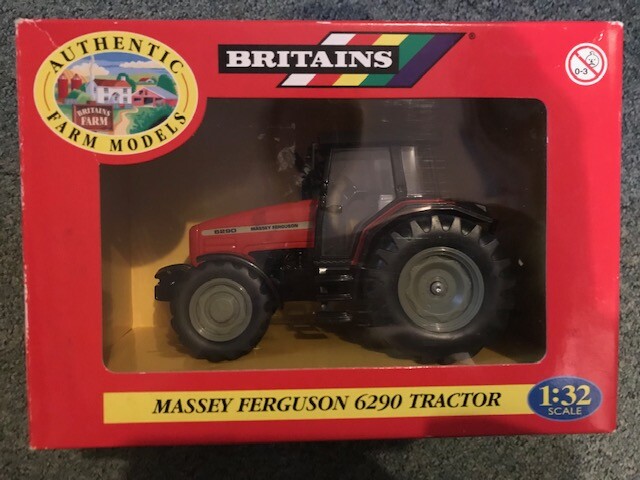 AUTHENTIC
FARM MODELS
BRITAINS
FARM
BRITAINS
0-3
6290 MASSEY FERGUSON
MASSEY FERGUSON 6290 TRACTOR
1:32
SCALE